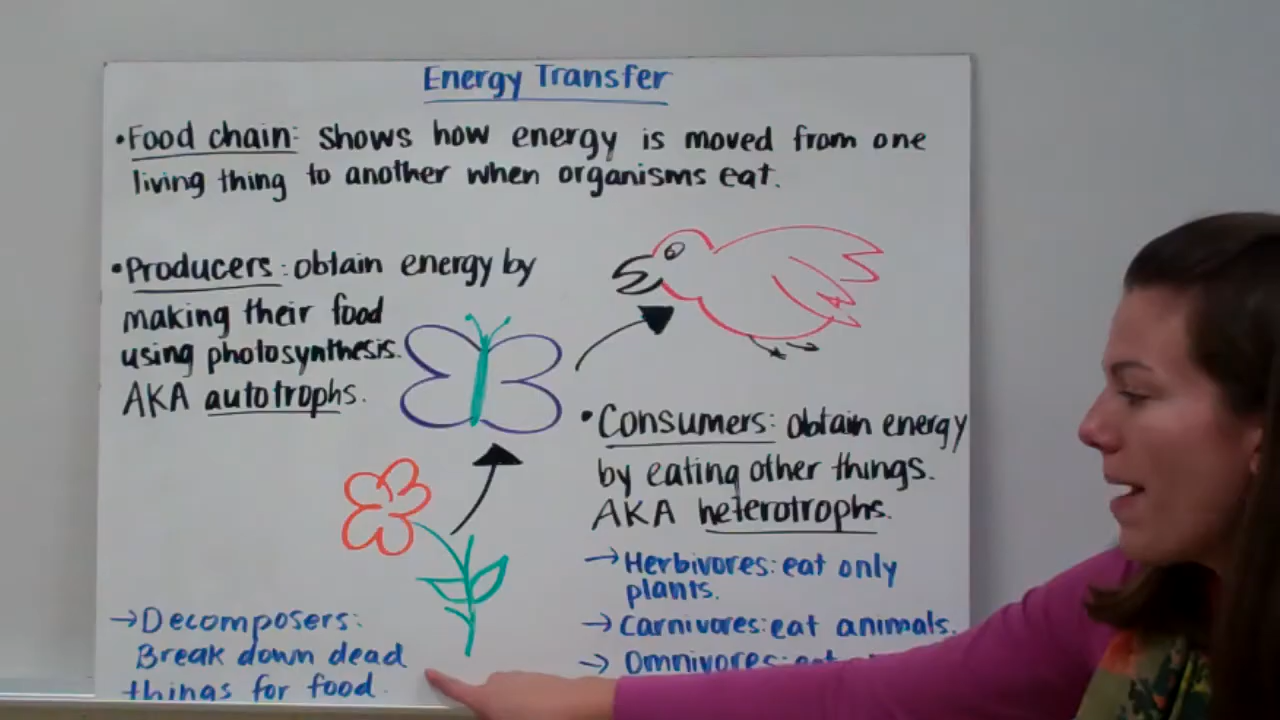 Energy Transfer
• Food chain: shows how energy is moved from one
living thing to another when organisms eat.
• Producers: obtain energy by
making their food
using photosynthesis.
AKA autotrophs.
• Consumers: obtain energy
by eating other things.
AKA heterotrophs.
→ Herbivores: eat only
plants.
→ Carnivores: eat animals.
→ Omnivores: eat
→ Decomposers:
Break down dead
things for food.